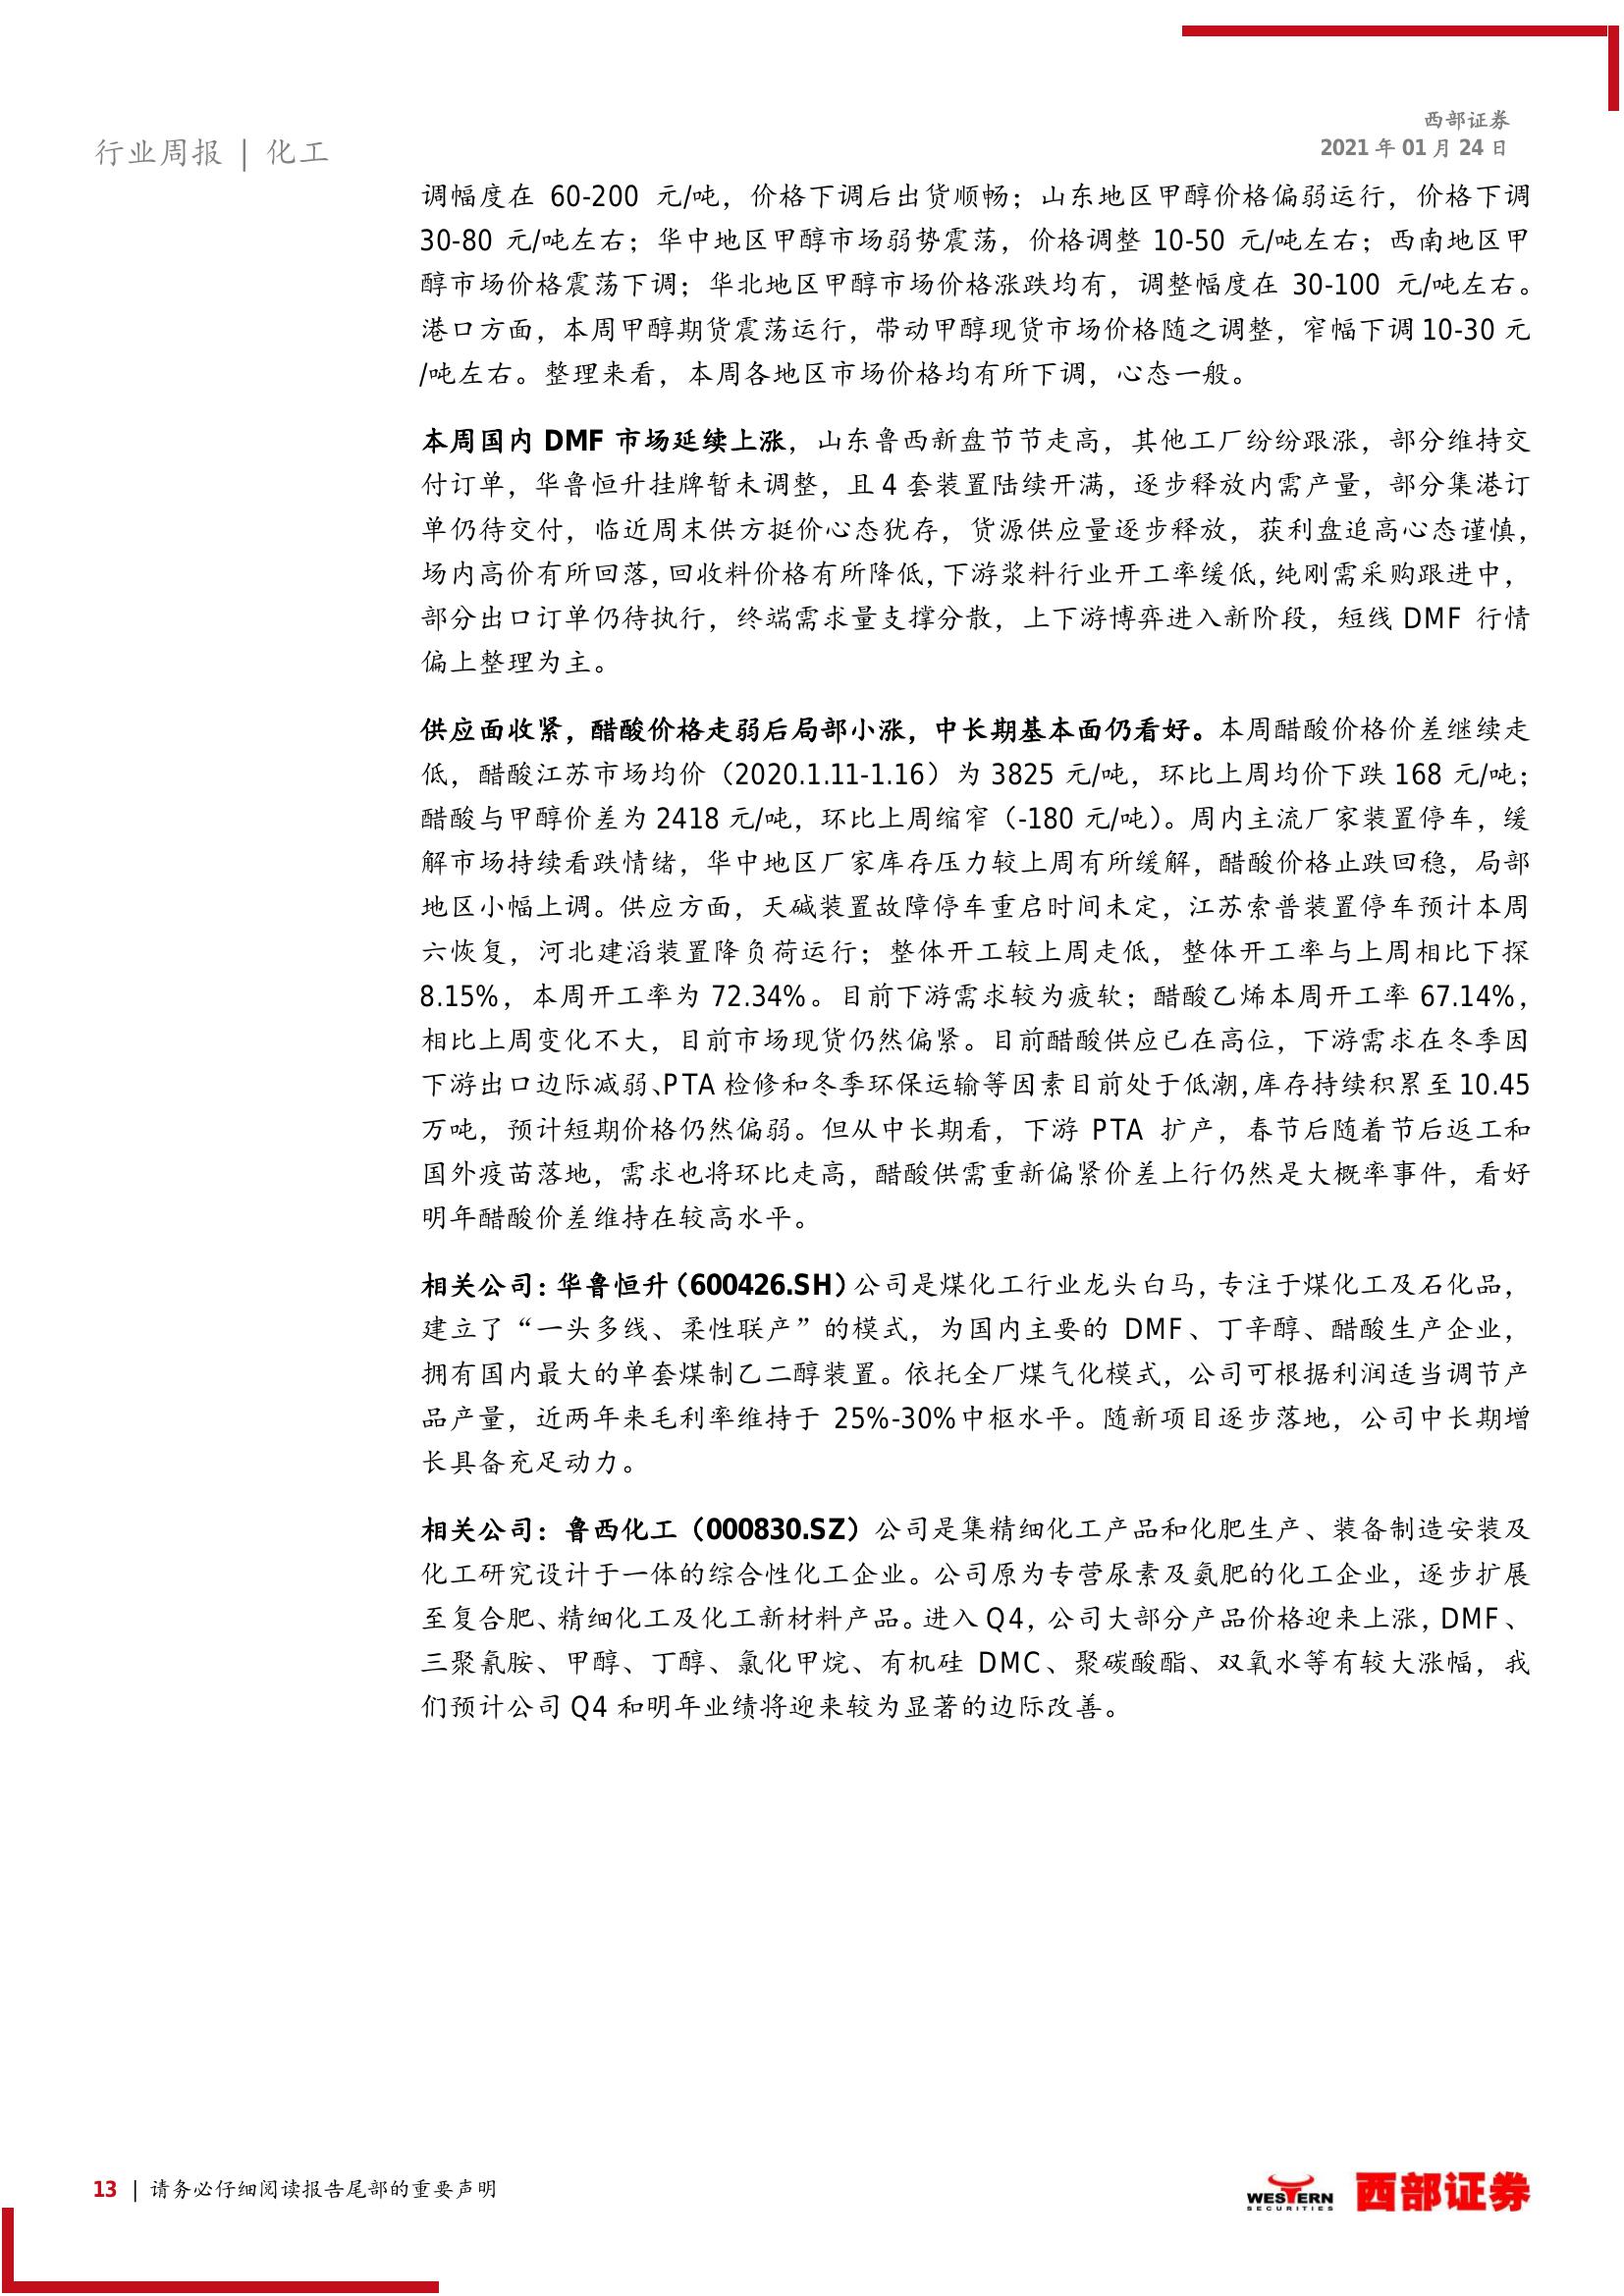 西部证券
2021 年 01 月 24 日
行业周报 | 化工
调幅度在 60-200 元/吨，价格下调后出货顺畅；山东地区甲醇价格偏弱运行，价格下调
30-80 元/吨左右；华中地区甲醇市场弱势震荡，价格调整 10-50 元/吨左右；西南地区甲
醇市场价格震荡下调；华北地区甲醇市场价格涨跌均有，调整幅度在 30-100 元/吨左右。
港口方面，本周甲醇期货震荡运行，带动甲醇现货市场价格随之调整，窄幅下调 10-30 元
/吨左右。整理来看，本周各地区市场价格均有所下调，心态一般。
本周国内 DMF 市场延续上涨，山东鲁西新盘节节走高，其他工厂纷纷跟涨，部分维持交
付订单，华鲁恒升挂牌暂未调整，且 4 套装置陆续开满，逐步释放内需产量，部分集港订
单仍待交付，临近周末供方挺价心态犹存，货源供应量逐步释放，获利盘追高心态谨慎，
场内高价有所回落，回收料价格有所降低，下游浆料行业开工率缓低，纯刚需采购跟进中，
部分出口订单仍待执行，终端需求量支撑分散，上下游博弈进入新阶段，短线 DMF 行情
偏上整理为主。
供应面收紧，醋酸价格走弱后局部小涨，中长期基本面仍看好。本周醋酸价格价差继续走
低，醋酸江苏市场均价（2020.1.11-1.16）为 3825 元/吨，环比上周均价下跌 168 元/吨；
醋酸与甲醇价差为 2418 元/吨，环比上周缩窄（-180 元/吨）。周内主流厂家装置停车，缓
解市场持续看跌情绪，华中地区厂家库存压力较上周有所缓解，醋酸价格止跌回稳，局部
地区小幅上调。供应方面，天碱装置故障停车重启时间未定，江苏索普装置停车预计本周
六恢复，河北建滔装置降负荷运行；整体开工较上周走低，整体开工率与上周相比下探
8.15%，本周开工率为 72.34%。目前下游需求较为疲软；醋酸乙烯本周开工率 67.14%，
相比上周变化不大，目前市场现货仍然偏紧。目前醋酸供应已在高位，下游需求在冬季因
下游出口边际减弱、PTA 检修和冬季环保运输等因素目前处于低潮，库存持续积累至 10.45
万吨，预计短期价格仍然偏弱。但从中长期看，下游 PTA 扩产，春节后随着节后返工和
国外疫苗落地，需求也将环比走高，醋酸供需重新偏紧价差上行仍然是大概率事件，看好
明年醋酸价差维持在较高水平。
相关公司：华鲁恒升（600426.SH）公司是煤化工行业龙头白马，专注于煤化工及石化品，
建立了“一头多线、柔性联产”的模式，为国内主要的 DMF、丁辛醇、醋酸生产企业，
拥有国内最大的单套煤制乙二醇装置。依托全厂煤气化模式，公司可根据利润适当调节产
品产量，近两年来毛利率维持于 25%-30%中枢水平。随新项目逐步落地，公司中长期增
长具备充足动力。
相关公司：鲁西化工（000830.SZ）公司是集精细化工产品和化肥生产、装备制造安装及
化工研究设计于一体的综合性化工企业。公司原为专营尿素及氨肥的化工企业，逐步扩展
至复合肥、精细化工及化工新材料产品。进入 Q4，公司大部分产品价格迎来上涨，DMF、
三聚氰胺、甲醇、丁醇、氯化甲烷、有机硅 DMC、聚碳酸酯、双氧水等有较大涨幅，我
们预计公司 Q4 和明年业绩将迎来较为显著的边际改善。
13 | 请务必仔细阅读报告尾部的重要声明
WESTERN
SECURITIES
西部证券